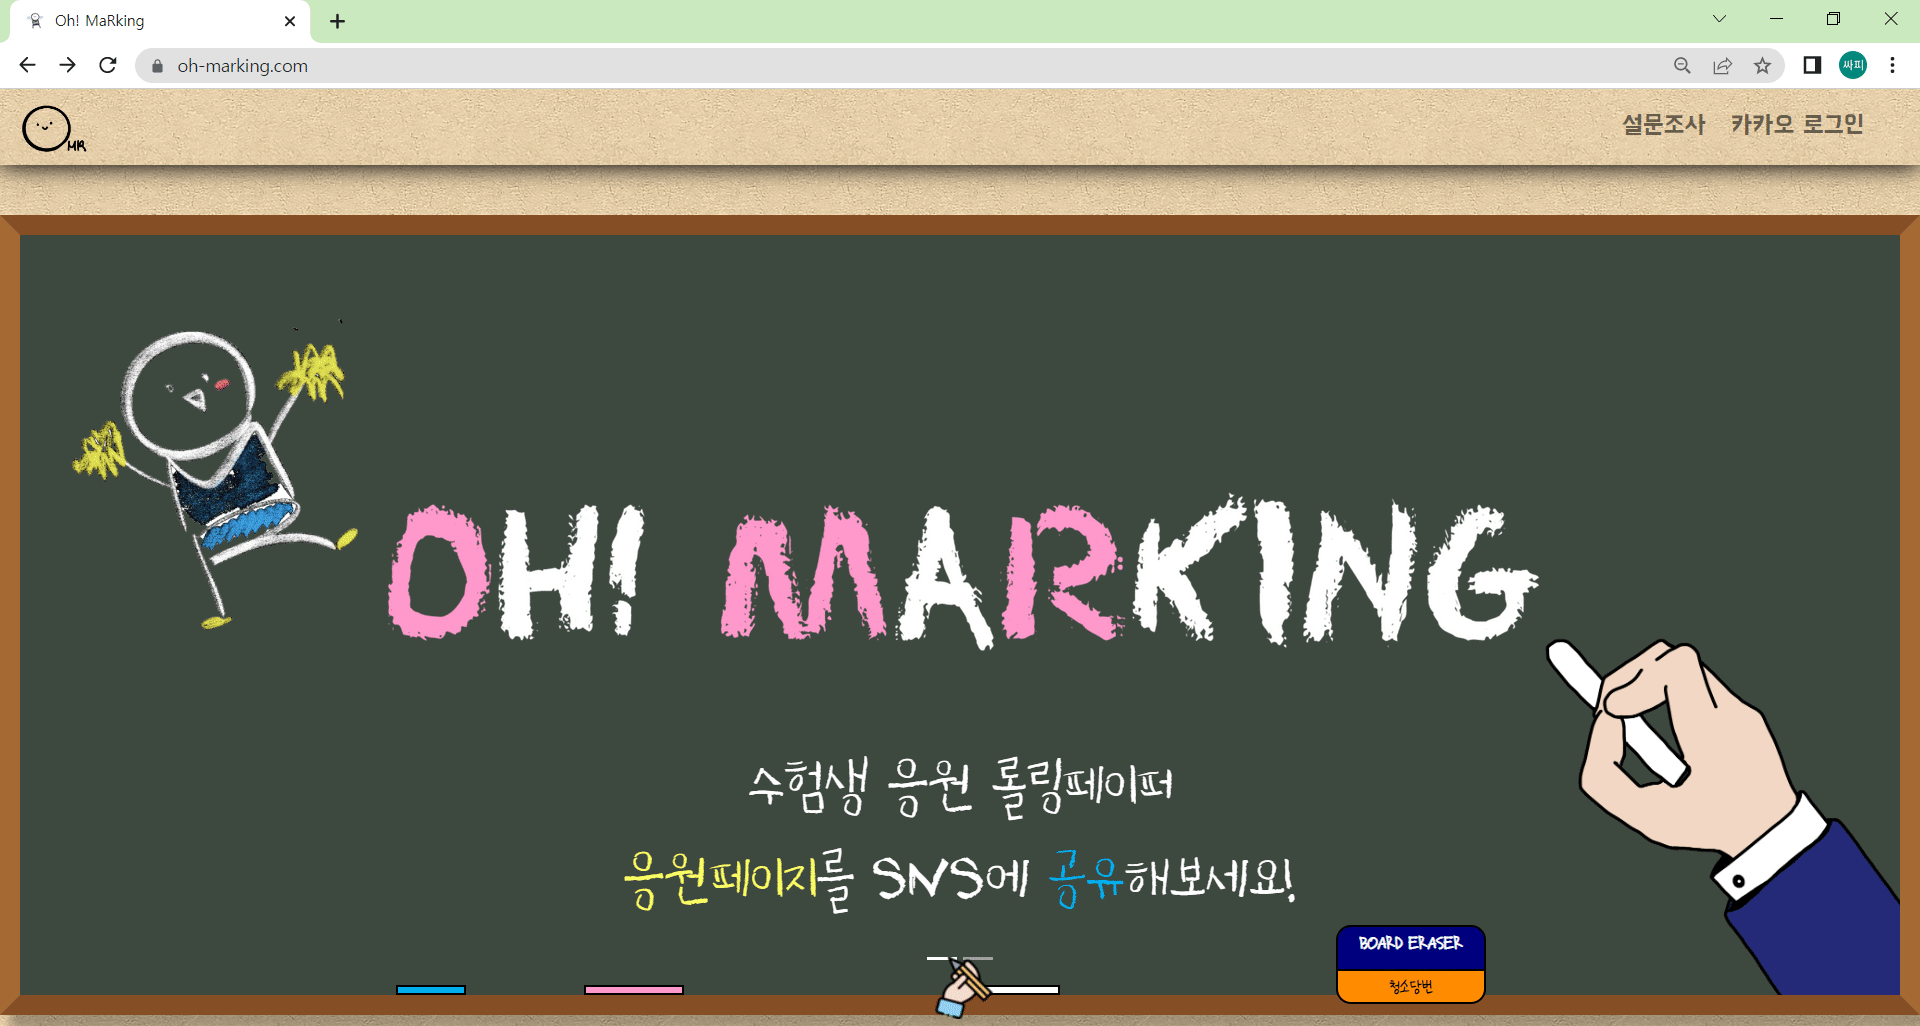 Oh! MaRking
oh-marking.com
싸피
MR
설문조사 카카오 로그인
OH! MARKING
수험생 응원 롤링페이퍼
응원페이지를 SNS에 공유해보세요!
BOARD ERASER
청소당번